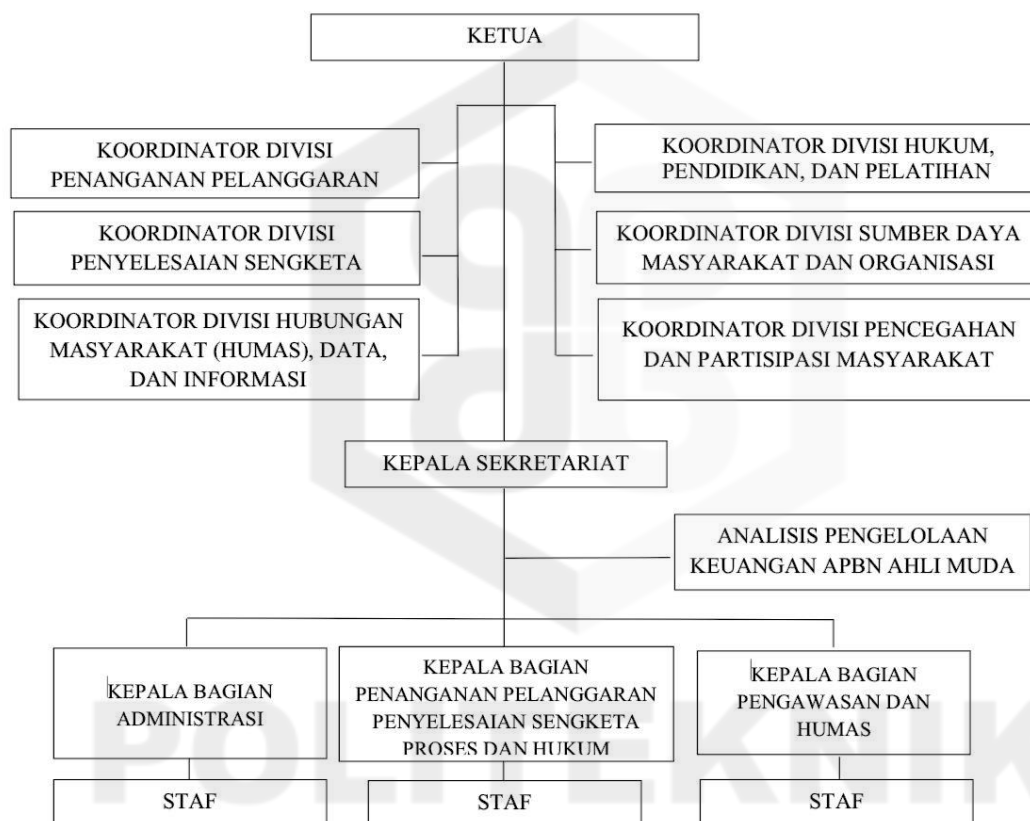 KETUA
KOORDINATOR DIVISI
PENANGANAN PELANGGARAN
KOORDINATOR DIVISI HUKUM,
PENDIDIKAN, DAN PELATIHAN
KOORDINATOR DIVISI
PENYELESAIAN SENGKETA
KOORDINATOR DIVISI SUMBER DAYA
MASYARAKAT DAN ORGANISASI
KOORDINATOR DIVISI HUBUNGAN
MASYARAKAT (HUMAS), DATA,
DAN INFORMASI
KOORDINATOR DIVISI PENCEGAHAN
DAN PARTISIPASI MASYARAKAT
KEPALA SEKRETARIAT
ANALISIS PENGELOLAAN
KEUANGAN APBN AHLI MUDA
KEPALA BAGIAN
ADMINISTRASI
KEPALA BAGIAN
PENANGANAN PELANGGARAN
PENYELESAIAN SENGKETA
PROSES DAN HUKUM
KEPALA BAGIAN
PENGAWASAN DAN
HUMAS
STAF
STAF
STAF
POLITEKNIK